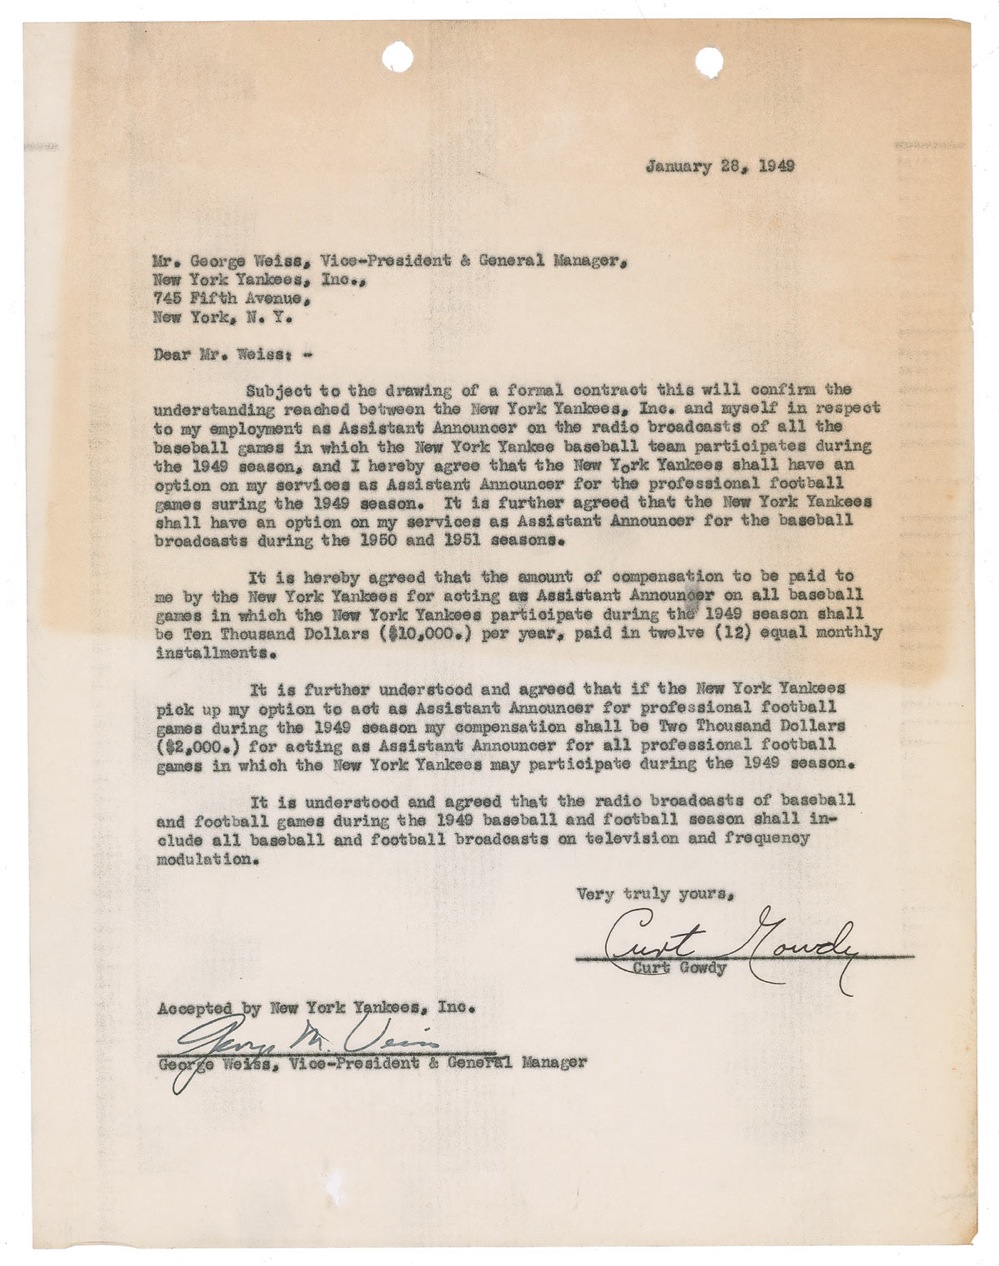 January 28, 1949
Mr. George Weiss, Vice-President & General Manager,
New York Yankees, Inc.,
745 Fifth Avenue,
New York, N. Y.
Dear Mr. Weiss: -
Subject to the drawing of a formal contract this will confirm the
understanding reached between the New York Yankees, Inc. and myself in respect
to my employment as Assistant Announcer on the radio broadcasts of all the
baseball games in which the New York Yankee baseball team participates during
the 1949 season, and I hereby agree that the New York Yankees shall have an
option on my services as Assistant Announcer for the professional football
games suring the 1949 season. It is further agreed that the New York Yankees
shall have an option on my services as Assistant Announcer for the baseball
broadcasts during the 1950 and 1951 seasons.
It is hereby agreed that the amount of compensation to be paid to
me by the New York Yankees for acting as Assistant Announcer on all baseball
games in which the New York Yankees participate during the 1949 season shall
be Ten Thousand Dollars ($10,000.) per year, paid in twelve (12) equal monthly
installments.
It is further understood and agreed that if the New York Yankees
pick up my option to act as Assistant Announcer for professional football
games during the 1949 season my compensation shall be Two Thousand Dollars
($2,000.) for acting as Assistant Announcer for all professional football
games in which the New York Yankees may participate during the 1949 season.
It is understood and agreed that the radio broadcasts of baseball
and football games during the 1949 baseball and football season shall in-
clude all baseball and football broadcasts on television and frequency
modulation.
Very truly yours,
Curt Gowdy
Curt Gowdy
Accepted by New York Yankees, Inc.
George M. Weiss
George Weiss, Vice-President & General Manager